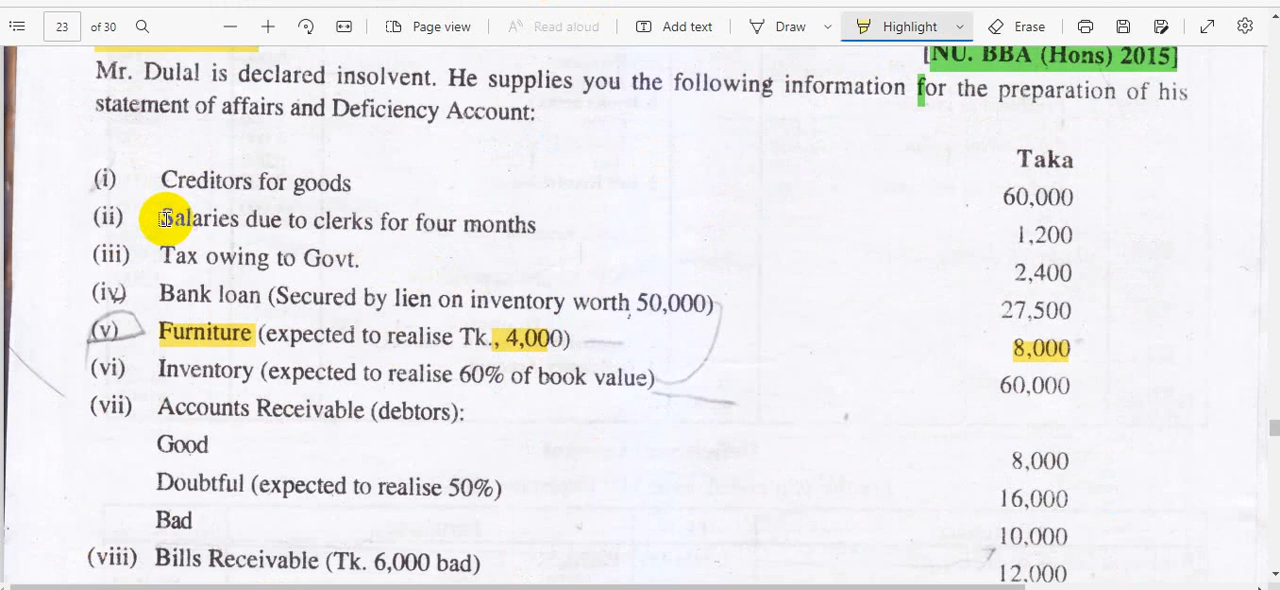 23 of 30 Page view Read aloud Add text Draw Highlight Erase
[NU. BBA (Hons) 2015]
Mr. Dulal is declared insolvent. He supplies you the following information for the preparation of his
statement of affairs and Deficiency Account:
Taka
(i) Creditors for goods 60,000
(ii) Salaries due to clerks for four months 1,200
(iii) Tax owing to Govt. 2,400
(iv) Bank loan (Secured by lien on inventory worth 50,000) 27,500
(v) Furniture (expected to realise Tk., 4,000) 8,000
(vi) Inventory (expected to realise 60% of book value) 60,000
(vii) Accounts Receivable (debtors):
Good 8,000
Doubtful (expected to realise 50%) 16,000
Bad 10,000
(viii) Bills Receivable (Tk. 6,000 bad) 12,000